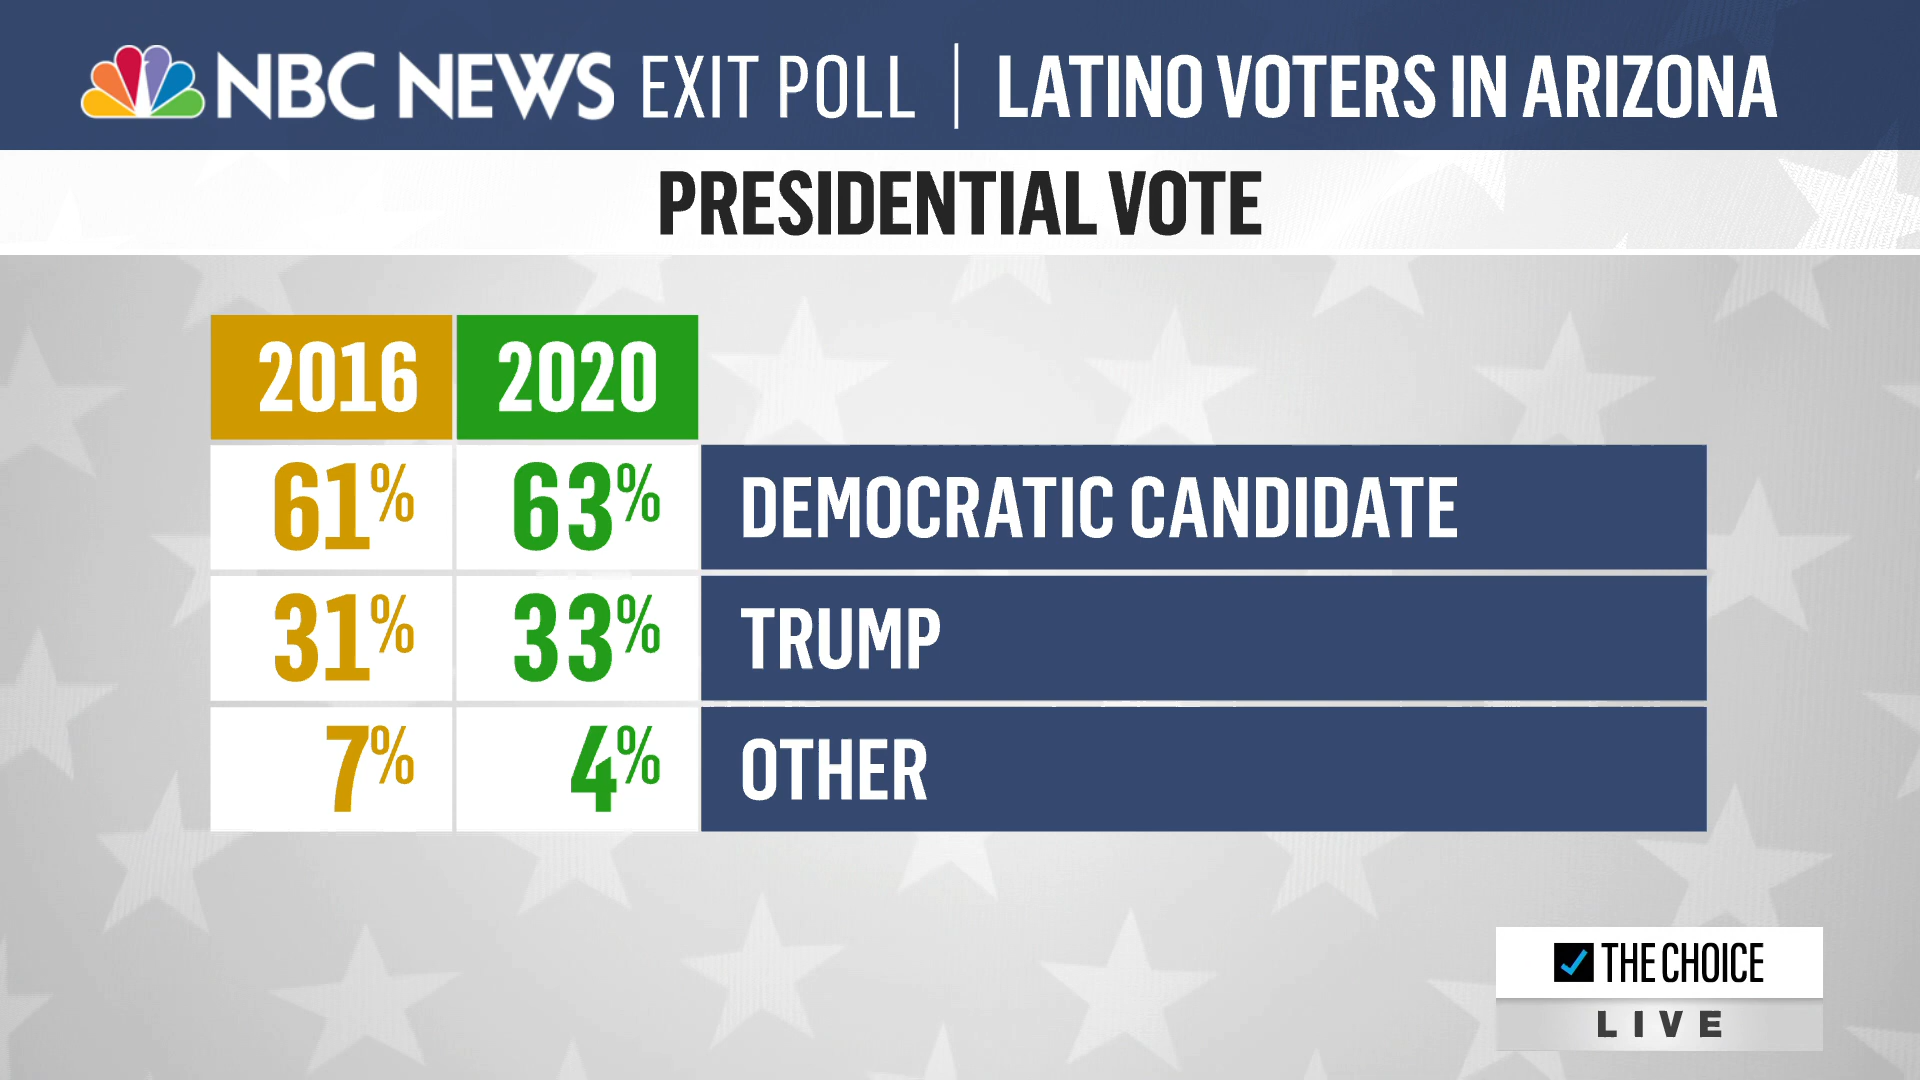 NBC NEWS EXIT POLL | LATINO VOTERS IN ARIZONA
PRESIDENTIAL VOTE
2016 2020
61% 63% DEMOCRATIC CANDIDATE
31% 33% TRUMP
7% 4% OTHER
THE CHOICE
LIVE